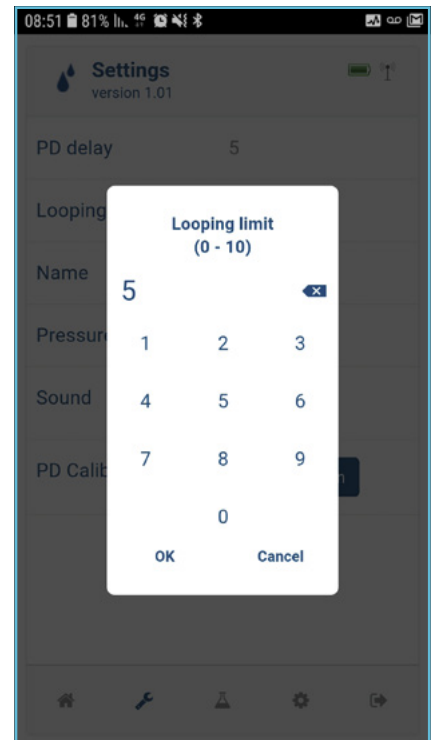 08:51 81% 4G
Settings
version 1.01
PD delay 5
Looping
Looping limit
(0 - 10)
Name
5
Pressur
1 2 3
Sound
4 5 6
PD Calib
7 8 9
n
0
OK Cancel